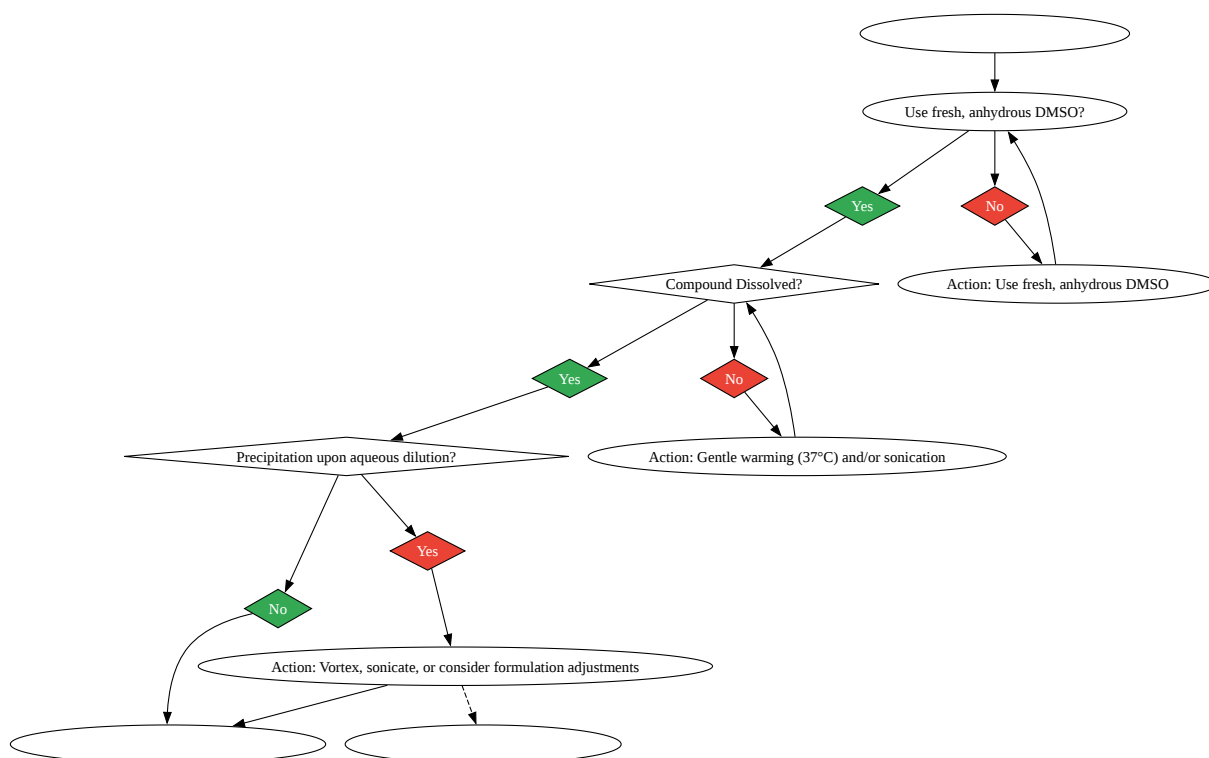 Use fresh, anhydrous DMSO?
Yes
No
Compound Dissolved?
Action: Use fresh, anhydrous DMSO
Yes
No
Precipitation upon aqueous dilution?
Action: Gentle warming (37°C) and/or sonication
Yes
No
Action: Vortex, sonicate, or consider formulation adjustments